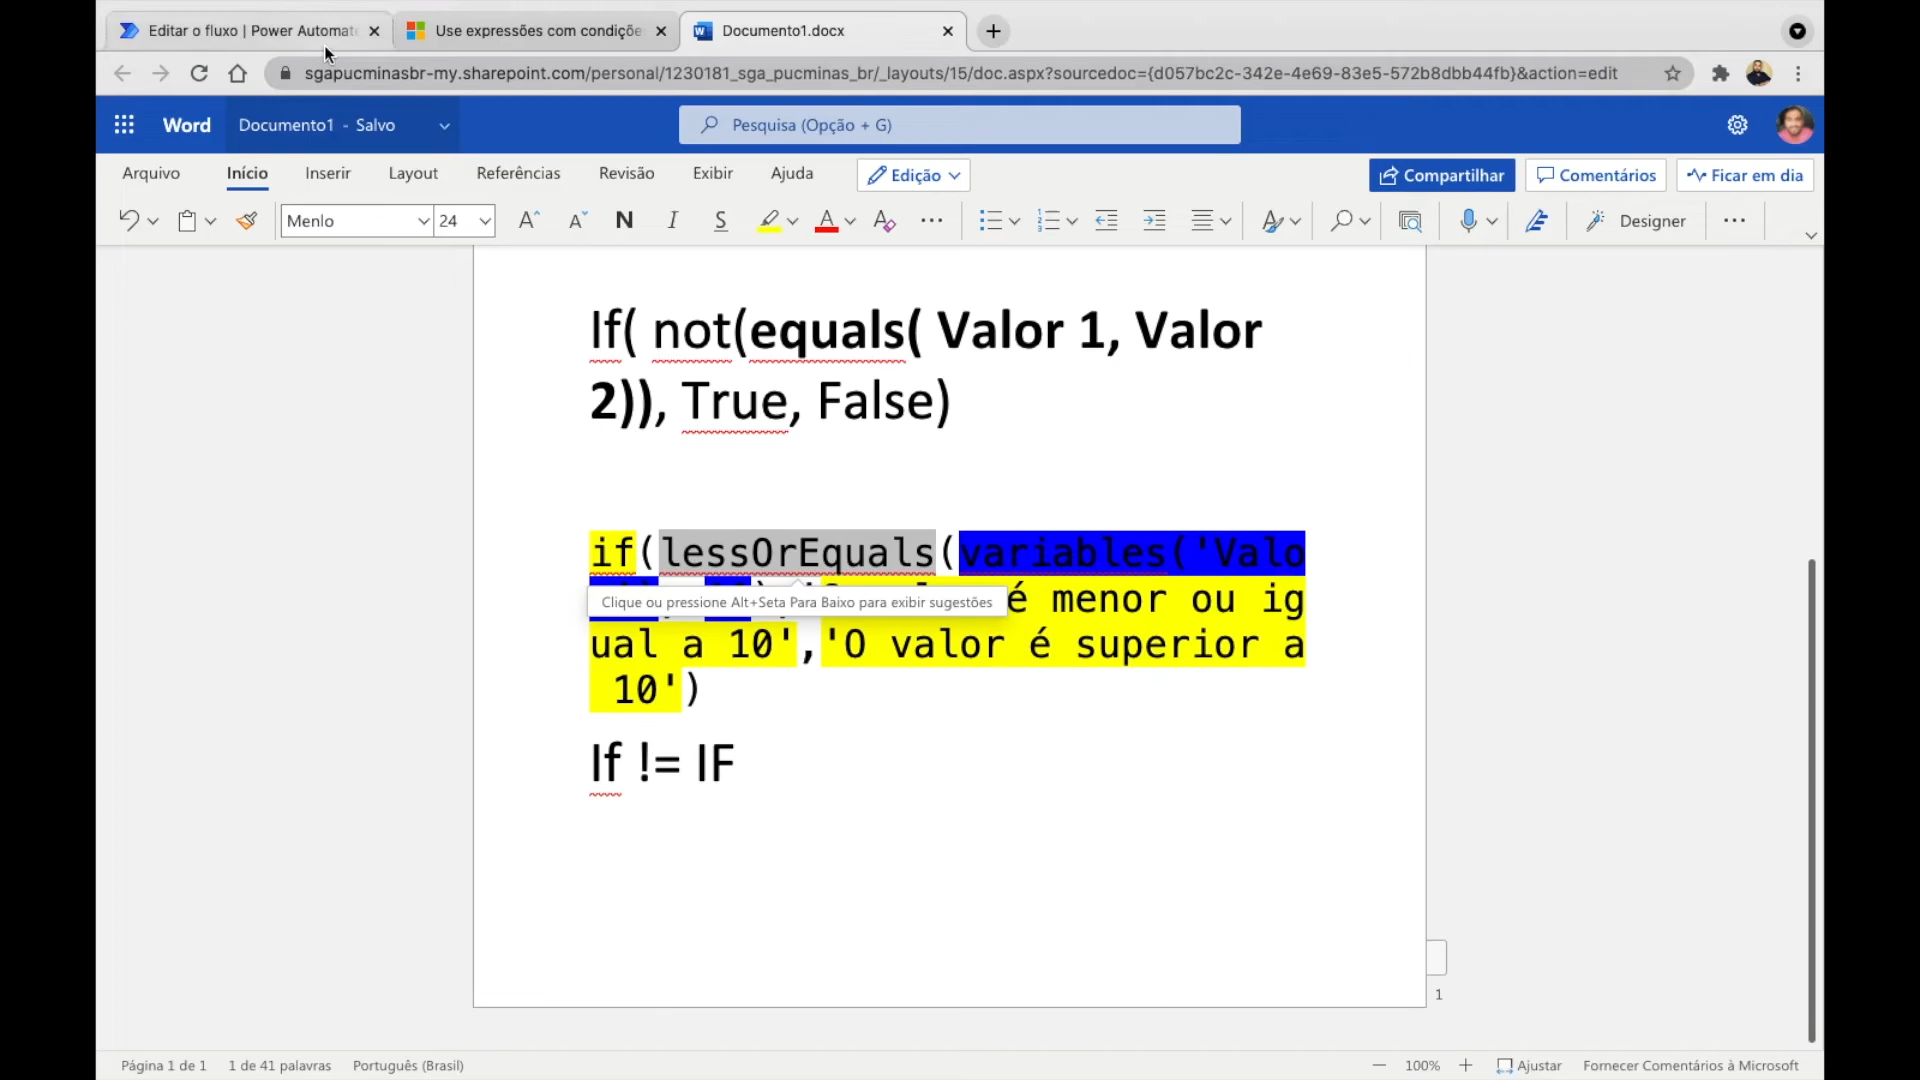 Editar o fluxo | Power Automate
Use expressões com condiçõe
Documento1.docx
sgapucminasbr-my.sharepoint.com/personal/1230181_sga_pucminas_br/_layouts/15/doc.aspx?sourcedoc={d057bc2c-342e-4e69-83e5-572b8dbb44fb}&action=edit
Word
Documento1 - Salvo
Pesquisa (Opção + G)
Arquivo
Início
Inserir
Layout
Referências
Revisão
Exibir
Ajuda
Edição
Compartilhar
Comentários
Ficar em dia
Menlo
24
Designer
If( not(equals( Valor 1, Valor
2)), True, False)
if(lessOrEquals(variables('Valo
é menor ou ig
Clique ou pressione Alt+Seta Para Baixo para exibir sugestões
ual a 10','O valor é superior a
10')
If != IF
1
Página 1 de 1
1 de 41 palavras
Português (Brasil)
100%
Ajustar
Fornecer Comentários à Microsoft